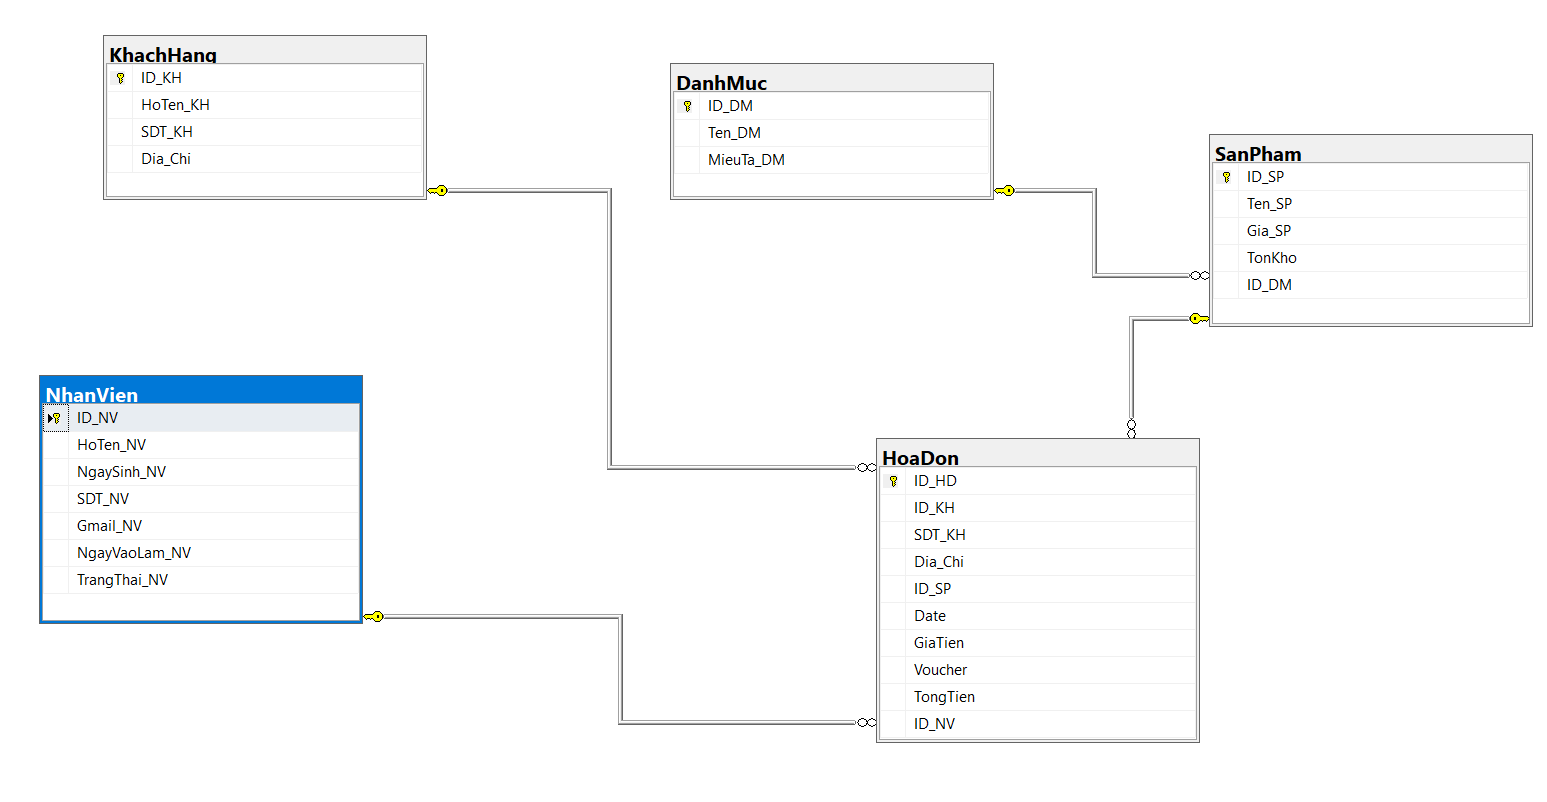 KhachHang
ID_KH
HoTen_KH
SDT_KH
Dia_Chi
DanhMuc
ID_DM
Ten_DM
MieuTa_DM
SanPham
ID_SP
Ten_SP
Gia_SP
TonKho
ID_DM
NhanVien
ID_NV
HoTen_NV
NgaySinh_NV
SDT_NV
Gmail_NV
NgayVaoLam_NV
TrangThai_NV
HoaDon
ID_HD
ID_KH
SDT_KH
Dia_Chi
ID_SP
Date
GiaTien
Voucher
TongTien
ID_NV